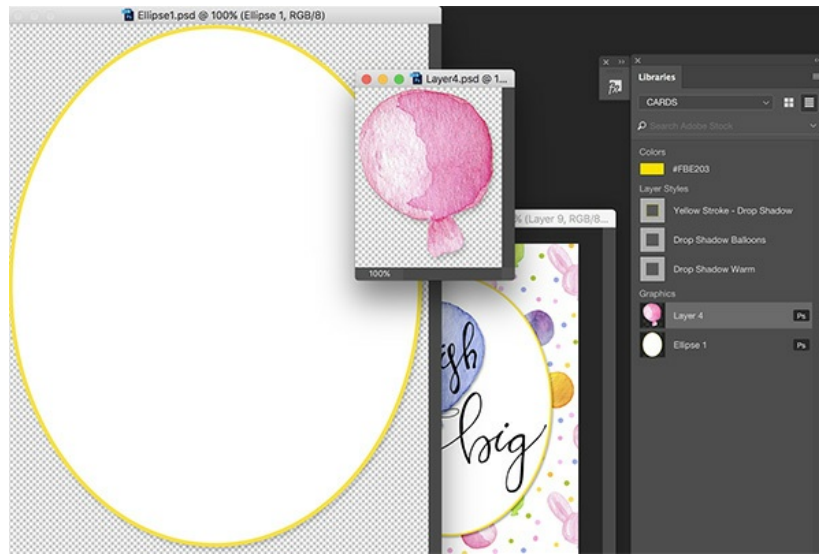 Ellipse1.psd @ 100% (Ellipse 1, RGB/8)
Layer4.psd @ 1...
100%
% (Layer 9, RGB/8...
big
Libraries
CARDS
Search Adobe Stock
Colors
#FBE203
Layer Styles
Yellow Stroke - Drop Shadow
Drop Shadow Balloons
Drop Shadow Warm
Graphics
Layer 4
Ps
Ellipse 1
Ps